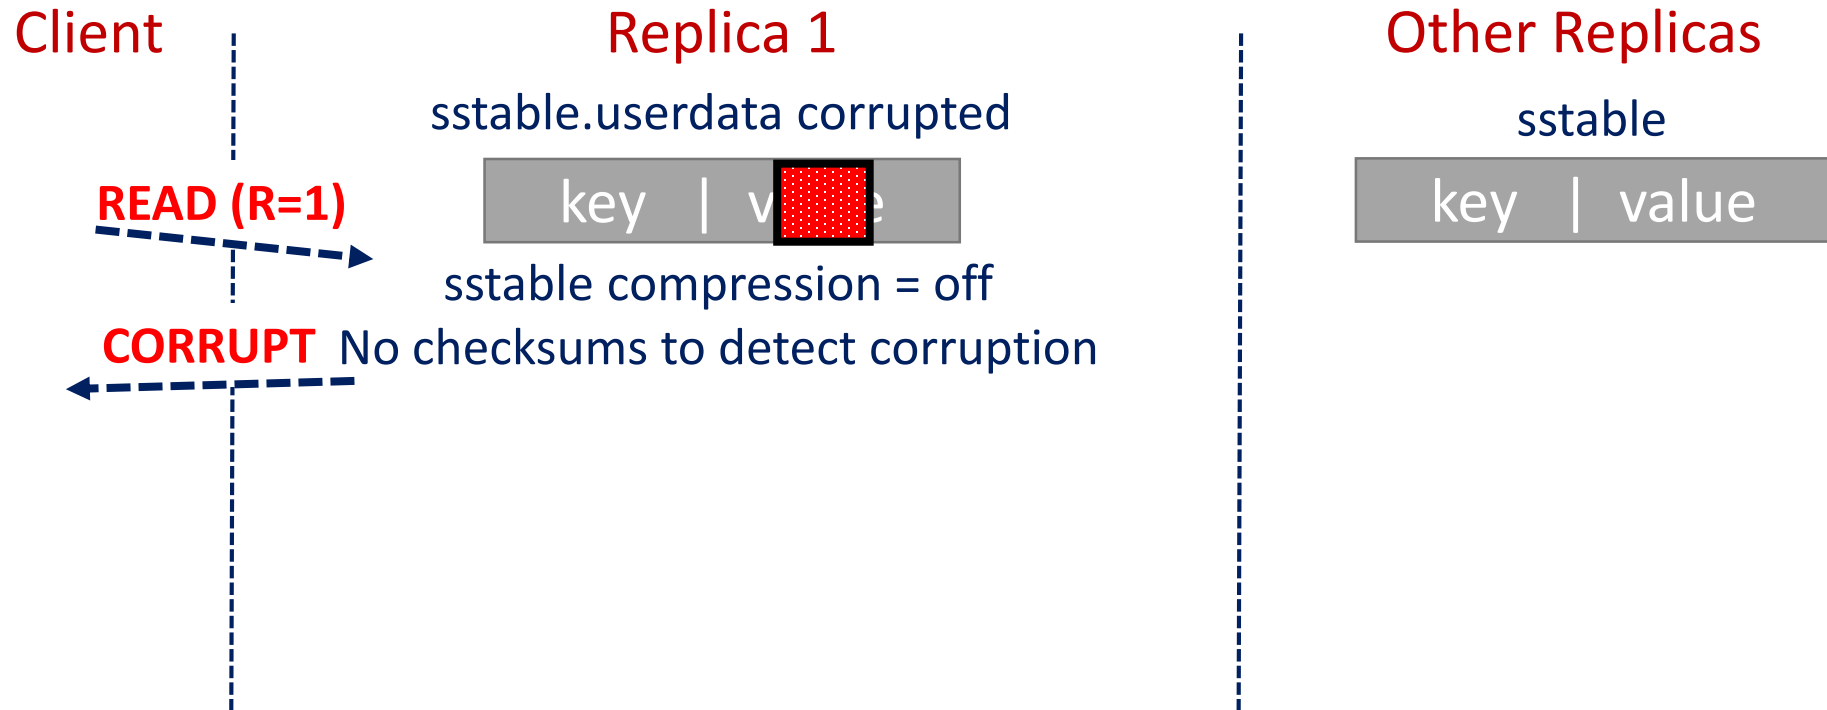 Client
Replica 1
Other Replicas
sstable.userdata corrupted
sstable
READ (R=1)
key |
key | value
sstable compression = off
CORRUPT
No checksums to detect corruption